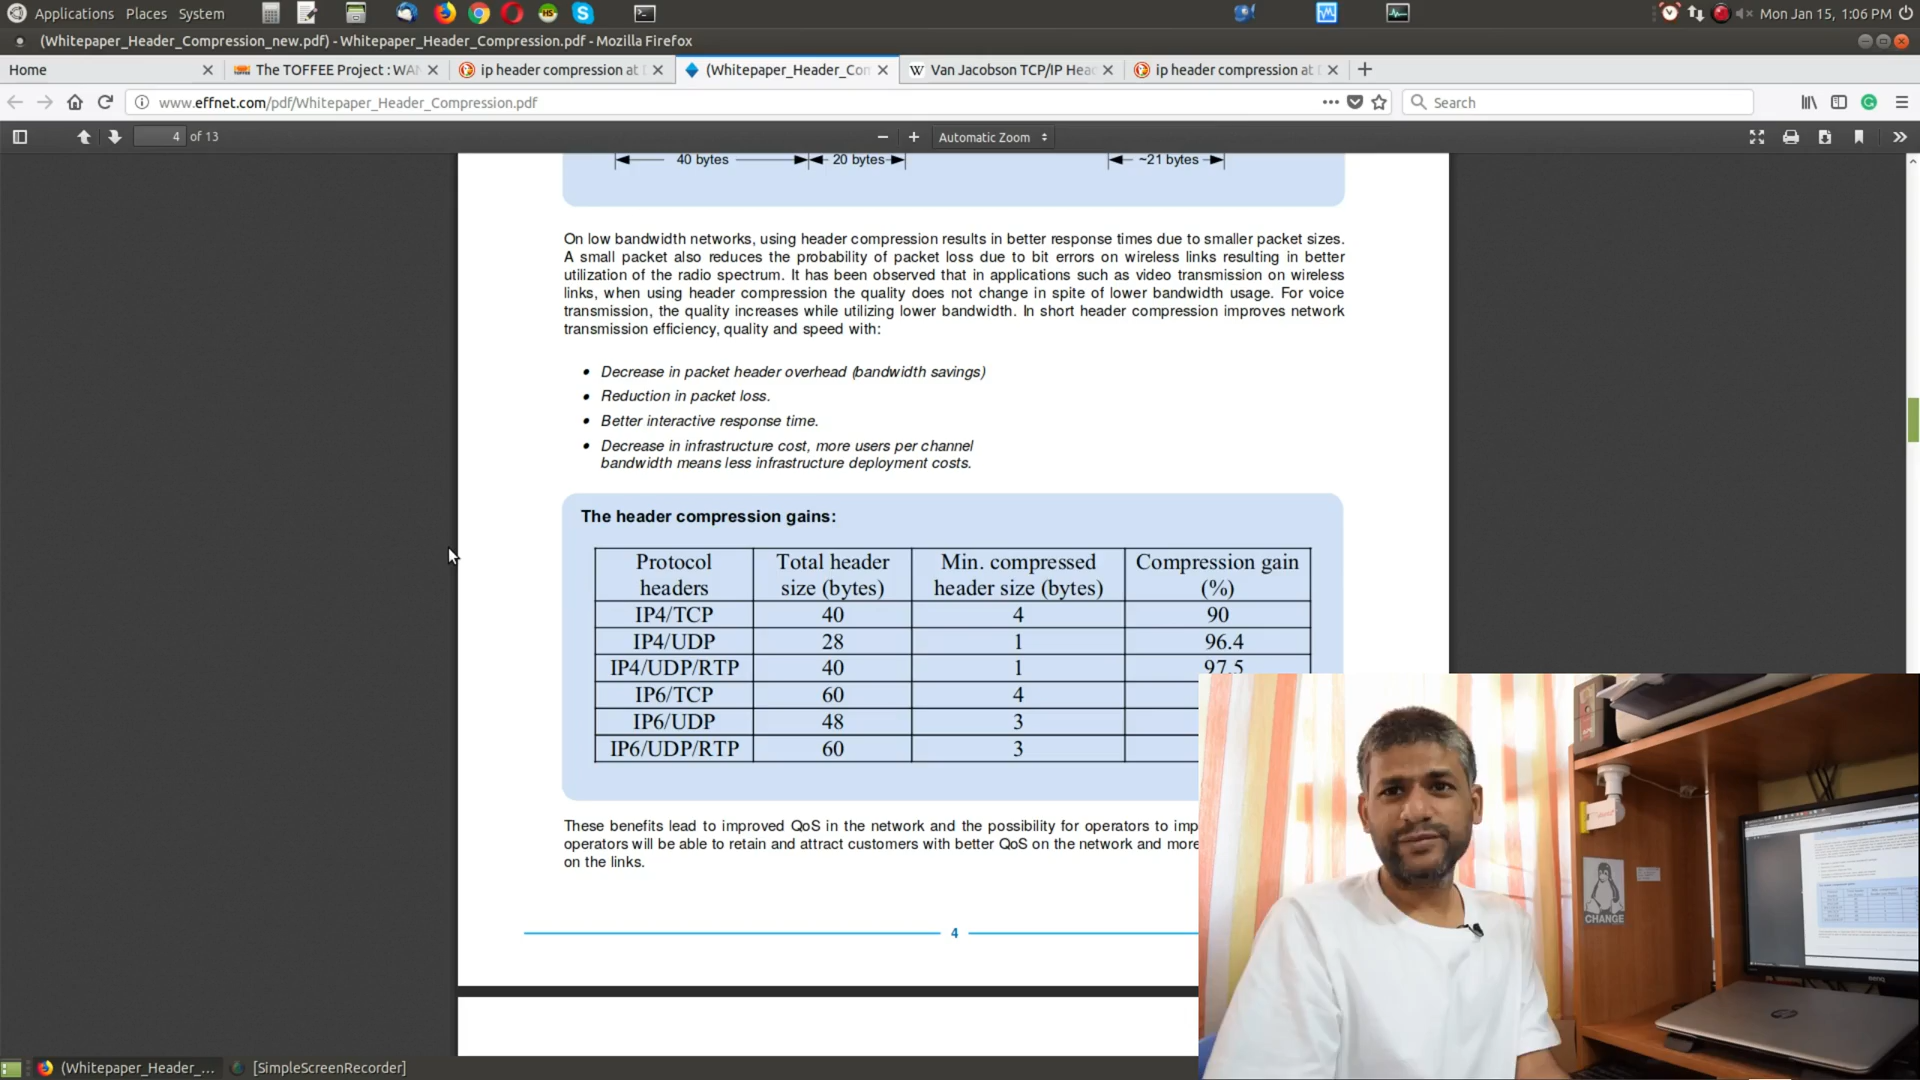 Applications Places System
Mon Jan 15, 1:06 PM
(Whitepaper_Header_Compression_new.pdf) - Whitepaper_Header_Compression.pdf - Mozilla Firefox
Home
The TOFFEE Project : WAN
ip header compression at
(Whitepaper_Header_Com
Van Jacobson TCP/IP Hea
ip header compression at
www.effnet.com/pdf/Whitepaper_Header_Compression.pdf
Search
4 of 13
Automatic Zoom
40 bytes 20 bytes ~21 bytes
On low bandwidth networks, using header compression results in better response times due to smaller packet sizes.
A small packet also reduces the probability of packet loss due to bit errors on wireless links resulting in better
utilization of the radio spectrum. It has been observed that in applications such as video transmission on wireless
links, when using header compression the quality does not change in spite of lower bandwidth usage. For voice
transmission, the quality increases while utilizing lower bandwidth. In short header compression improves network
transmission efficiency, quality and speed with:
• Decrease in packet header overhead (bandwidth savings)
• Reduction in packet loss.
• Better interactive response time.
• Decrease in infrastructure cost, more users per channel
bandwidth means less infrastructure deployment costs.
The header compression gains:
Protocol headers Total header size (bytes) Min. compressed header size (bytes) Compression gain (%)
IP4/TCP 40 4 90
IP4/UDP 28 1 96.4
IP4/UDP/RTP 40 1 97.5
IP6/TCP 60 4
IP6/UDP 48 3
IP6/UDP/RTP 60 3
These benefits lead to improved QoS in the network and the possibility for operators to imp
operators will be able to retain and attract customers with better QoS on the network and more
on the links.
4
CHANGE
BenQ
(Whitepaper_Header_...
[SimpleScreenRecorder]